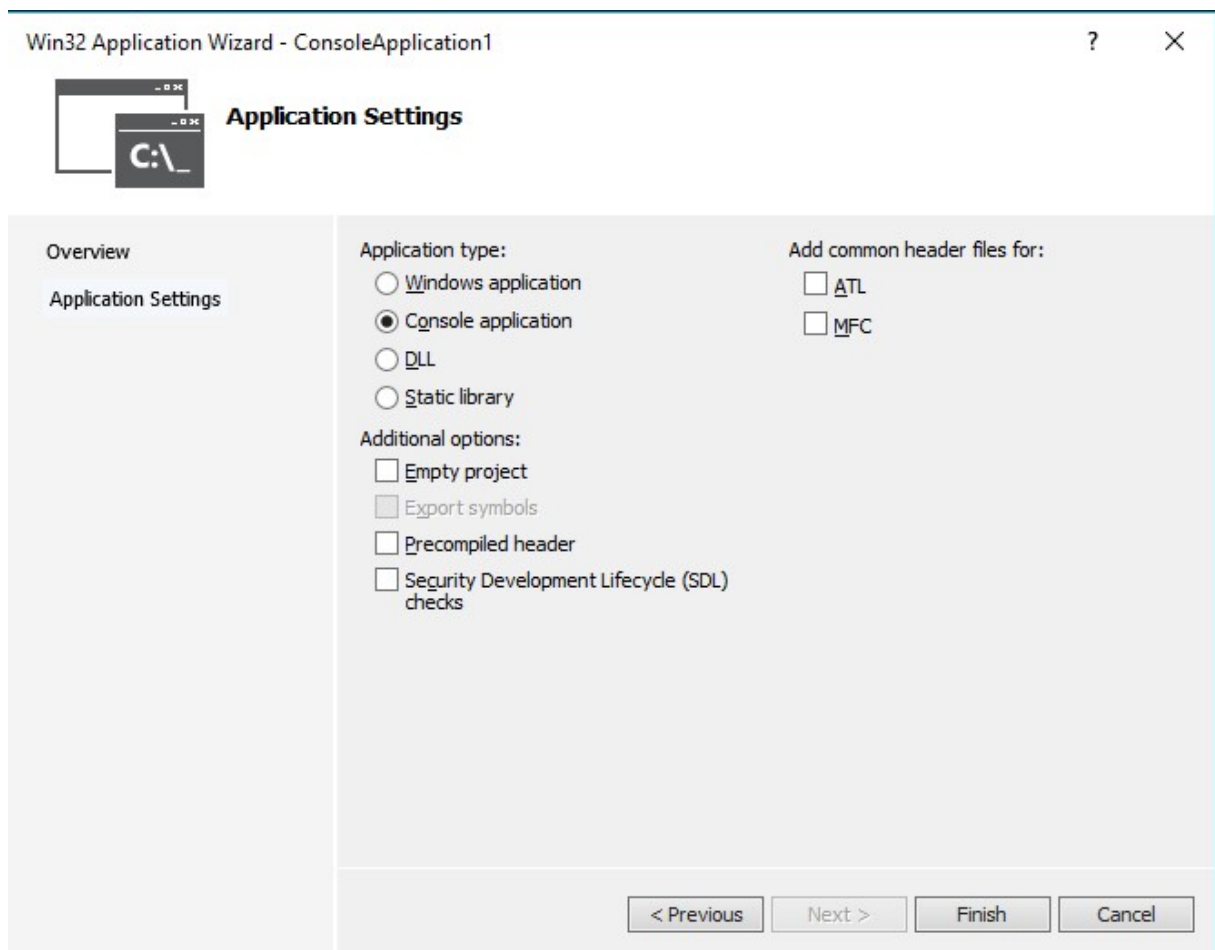 Win32 Application Wizard - ConsoleApplication1
?
C:\_
Application Settings
Overview
Application Settings
Application type:
Windows application
Console application
DLL
Static library
Additional options:
Empty project
Export symbols
Precompiled header
Security Development Lifecycle (SDL)
checks
Add common header files for:
ATL
MFC
< Previous
Next >
Finish
Cancel